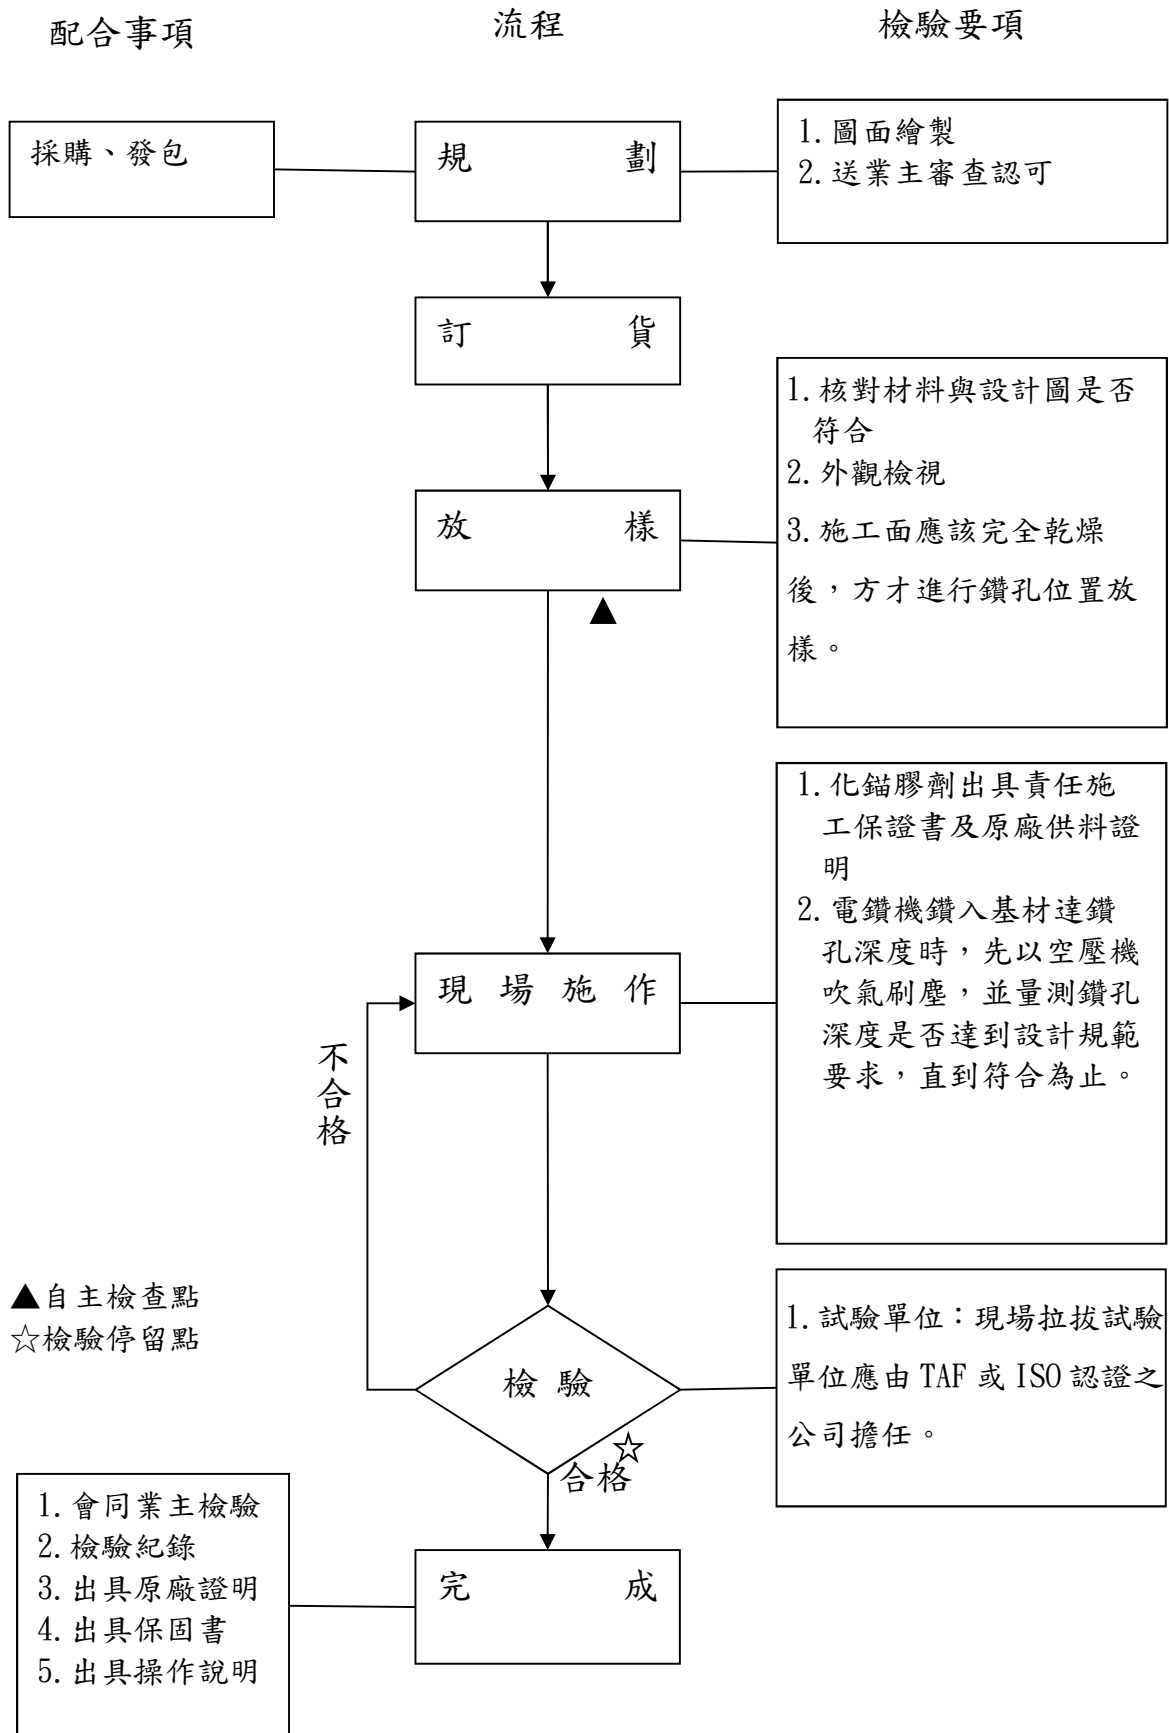 配合事項
流程
檢驗要項
採購、發包
規劃
1.圖面繪製
2.送業主審查認可
訂貨
1.核對材料與設計圖是否
符合
2.外觀檢視
3.施工面應該完全乾燥
後，方才進行鑽孔位置放
樣。
放樣
▲
1.化錨膠劑出具責任施
工保證書及原廠供料證
明
2.電鑽機鑽入基材達鑽
孔深度時，先以空壓機
吹氣刷塵，並量測鑽孔
深度是否達到設計規範
要求，直到符合為止。
現場施作
不合格
▲自主檢查點
☆檢驗停留點
檢驗
☆
合格
1.試驗單位：現場拉拔試驗
單位應由 TAF 或 ISO 認證之
公司擔任。
1.會同業主檢驗
2.檢驗紀錄
3.出具原廠證明
4.出具保固書
5.出具操作說明
完成